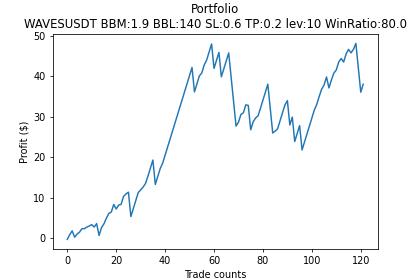 Portfolio
WAVESUSDT BBM:1.9 BBL:140 SL:0.6 TP:0.2 lev:10 WinRatio:80.0
50
40
30
20
10
0
Profit ($)
0 20 40 60 80 100 120
Trade counts